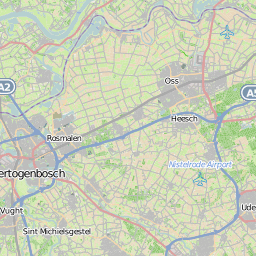 A2
Oss
A5
Heesch
Rosmalen
Nistelrode Airport
ertogenbosch
Vught
Ude
Sint Michielsgestel